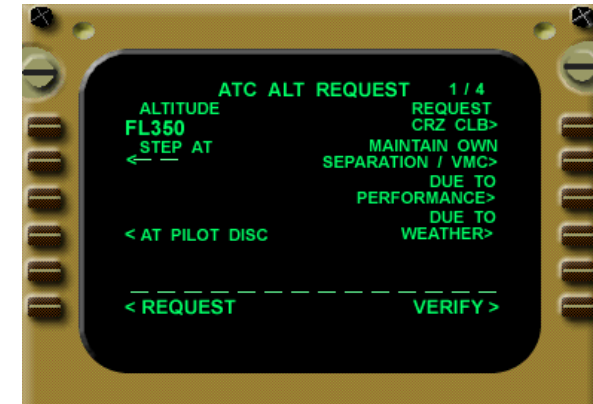 ATC ALT REQUEST 1 / 4
ALTITUDE REQUEST
FL350 CRZ CLB>
STEP AT MAINTAIN OWN
<— — SEPARATION / VMC>
DUE TO
PERFORMANCE>
DUE TO
< AT PILOT DISC WEATHER>
— — — — — — — — — — — — — —
< REQUEST VERIFY >